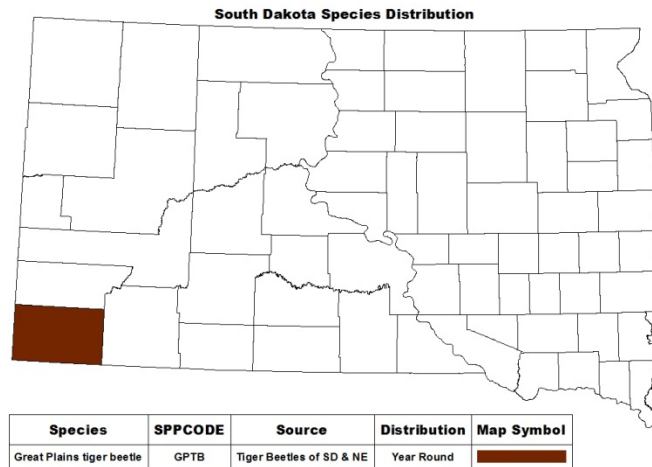 South Dakota Species Distribution
Species SPPCODE Source Distribution Map Symbol
Great Plains tiger beetle GPTB Tiger Beetles of SD & NE Year Round